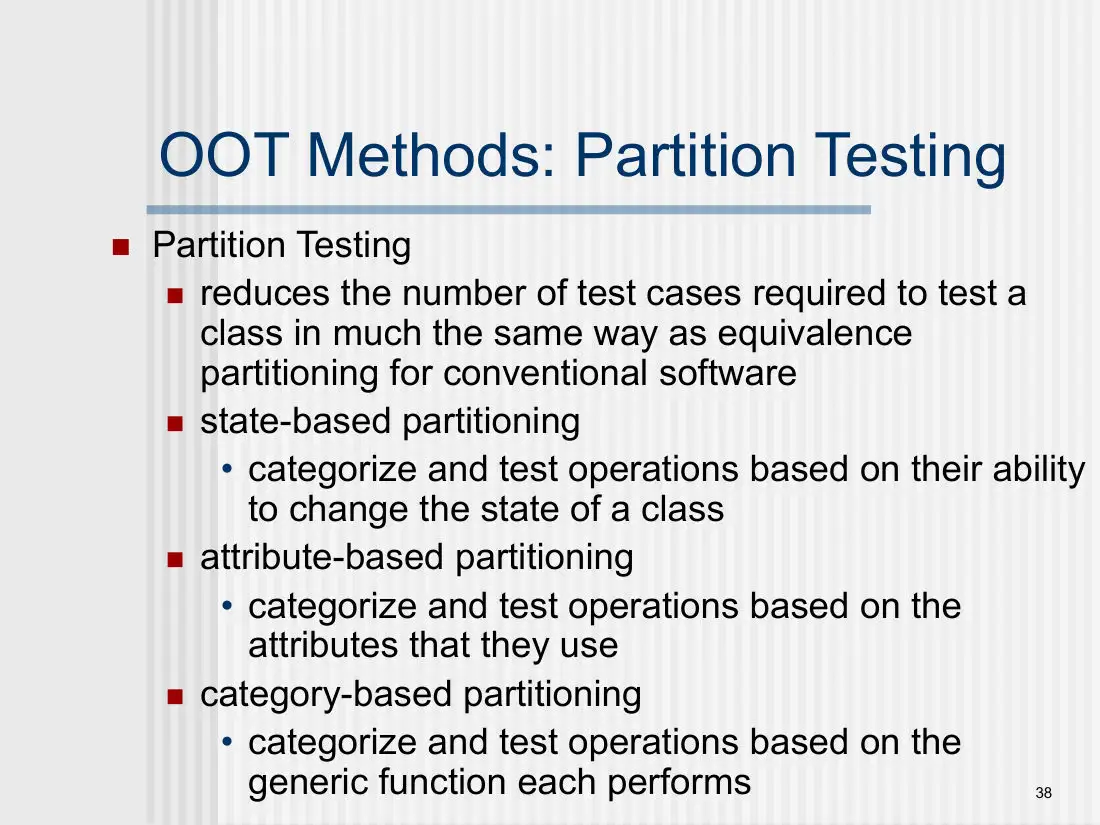 OOT Methods: Partition Testing
Partition Testing
reduces the number of test cases required to test a
class in much the same way as equivalence
partitioning for conventional software
state-based partitioning
• categorize and test operations based on their ability
to change the state of a class
attribute-based partitioning
• categorize and test operations based on the
attributes that they use
category-based partitioning
• categorize and test operations based on the
generic function each performs
38